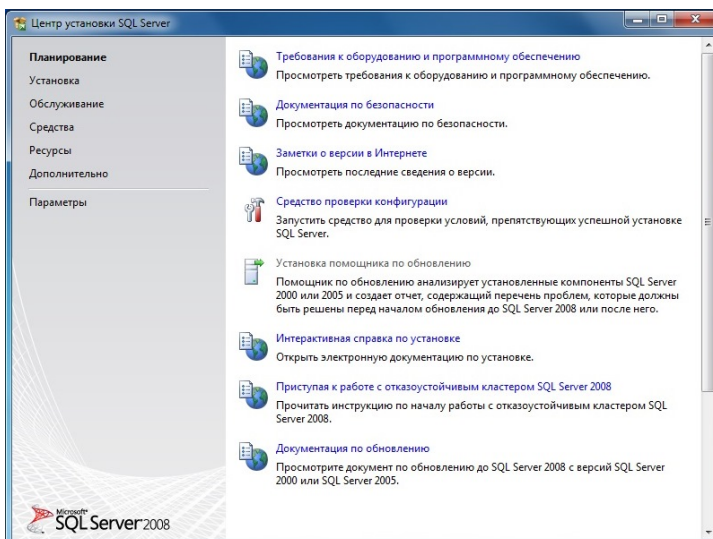 Центр установки SQL Server
Планирование
Установка
Обслуживание
Средства
Ресурсы
Дополнительно
Параметры
Требования к оборудованию и программному обеспечению
Просмотреть требования к оборудованию и программному обеспечению.
Документация по безопасности
Просмотреть документацию по безопасности.
Заметки о версии в Интернете
Просмотреть последние сведения о версии.
Средство проверки конфигурации
Запустить средство для проверки условий, препятствующих успешной установке
SQL Server.
Установка помощника по обновлению
Помощник по обновлению анализирует установленные компоненты SQL Server
2000 или 2005 и создает отчет, содержащий перечень проблем, которые должны
быть решены перед началом обновления до SQL Server 2008 или после него.
Интерактивная справка по установке
Открыть электронную документацию по установке.
Приступая к работе с отказоустойчивым кластером SQL Server 2008
Прочитать инструкцию по началу работы с отказоустойчивым кластером SQL
Server 2008.
Документация по обновлению
Просмотрите документ по обновлению до SQL Server 2008 с версий SQL Server
2000 или SQL Server 2005.
Microsoft®
SQL Server 2008